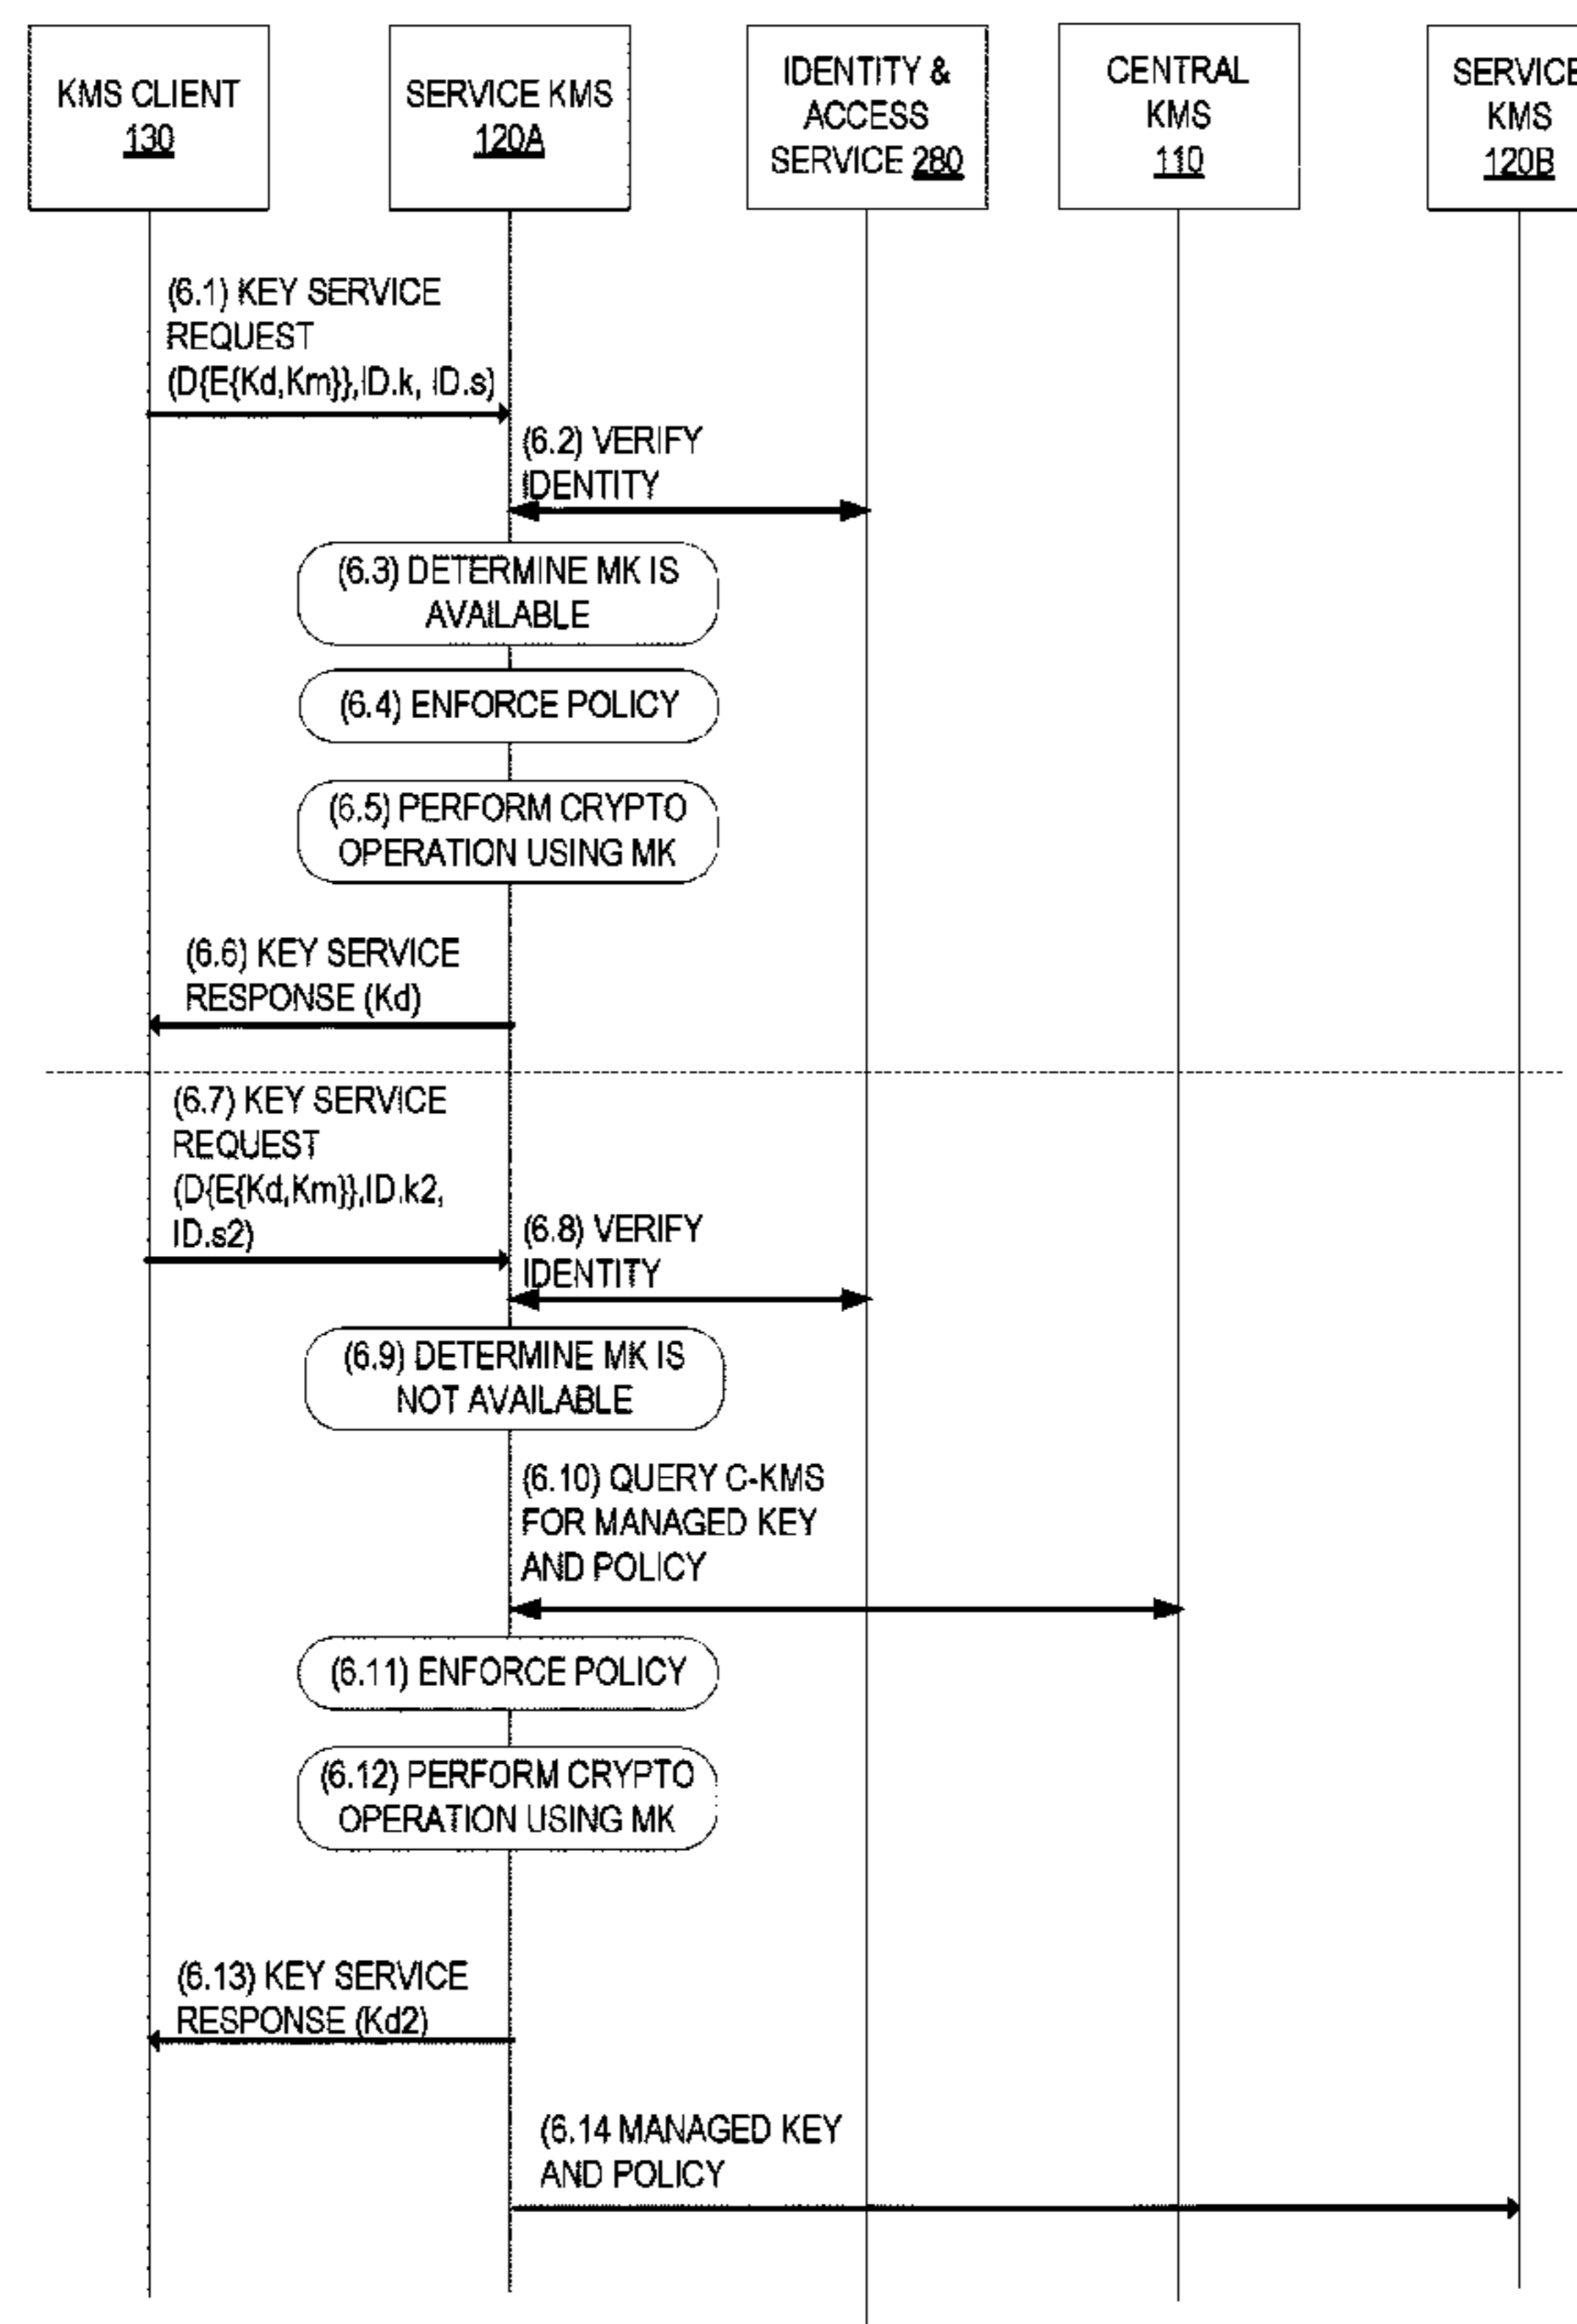 KMS CLIENT
130
SERVICE KMS
120A
IDENTITY &
ACCESS
SERVICE 280
CENTRAL
KMS
110
SERVICE
KMS
120B
(6.1) KEY SERVICE
REQUEST
(D{E{Kd,Km}},ID.k, ID.s)
(6.2) VERIFY
IDENTITY
(6.3) DETERMINE MK IS
AVAILABLE
(6.4) ENFORCE POLICY
(6.5) PERFORM CRYPTO
OPERATION USING MK
(6.6) KEY SERVICE
RESPONSE (Kd)
(6.7) KEY SERVICE
REQUEST
(D{E{Kd,Km}},ID.k2,
ID.s2)
(6.8) VERIFY
IDENTITY
(6.9) DETERMINE MK IS
NOT AVAILABLE
(6.10) QUERY C-KMS
FOR MANAGED KEY
AND POLICY
(6.11) ENFORCE POLICY
(6.12) PERFORM CRYPTO
OPERATION USING MK
(6.13) KEY SERVICE
RESPONSE (Kd2)
(6.14 MANAGED KEY
AND POLICY